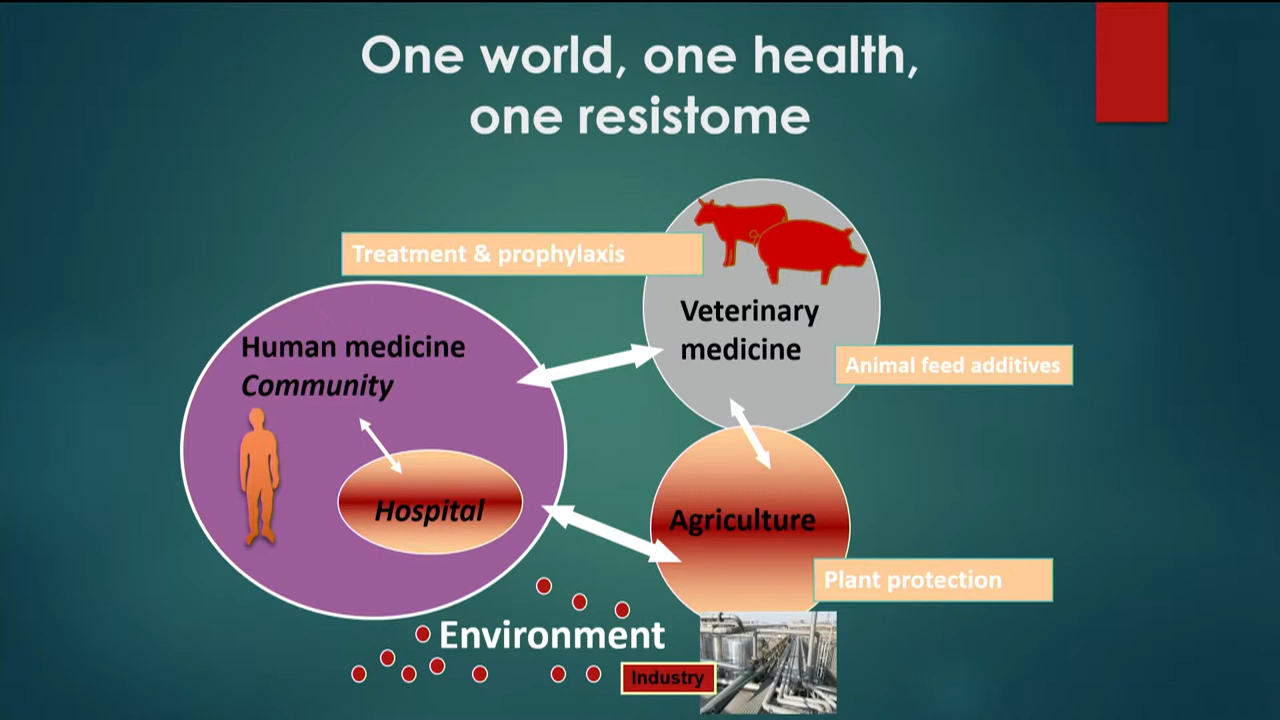 One world, one health,
one resistome
Treatment & prophylaxis
Veterinary
medicine
Human medicine
Community
Animal feed additives
Hospital
Agriculture
Plant protection
Environment
Industry